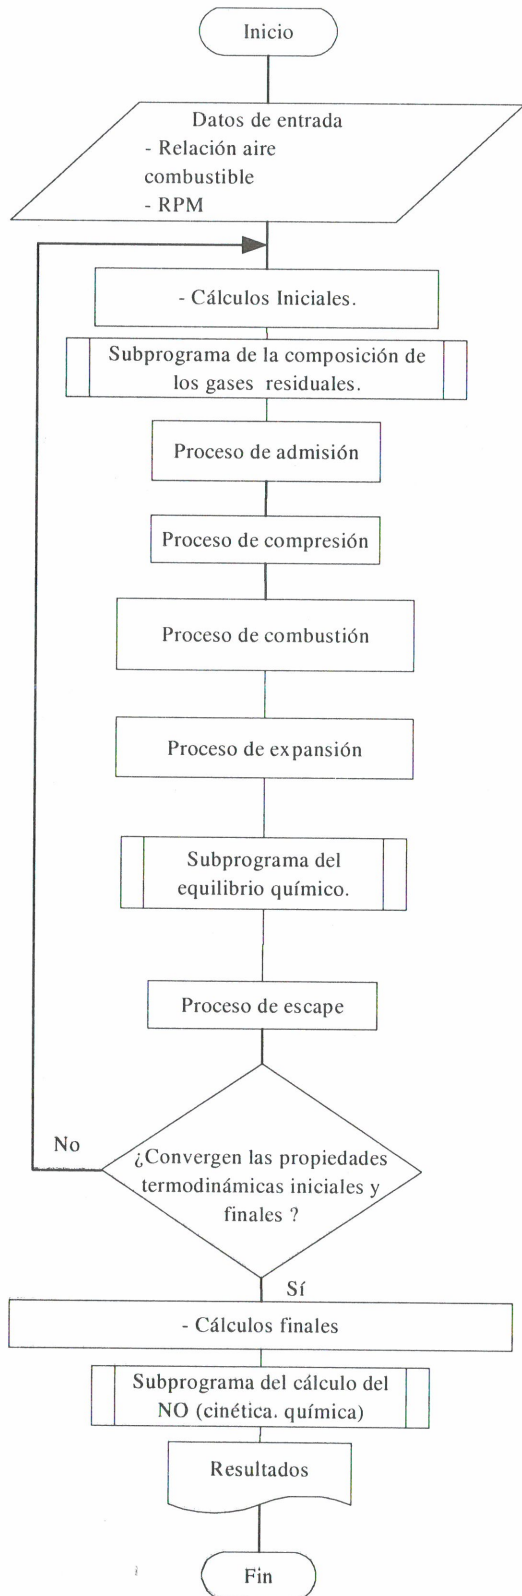 Inicio
Datos de entrada
- Relación aire
combustible
- RPM
- Cálculos Iniciales.
Subprograma de la composición de
los gases residuales.
Proceso de admisión
Proceso de compresión
Proceso de combustión
Proceso de expansión
Subprograma del
equilibrio químico.
Proceso de escape
No
¿Convergen las propiedades
termodinámicas iniciales y
finales ?
Sí
- Cálculos finales
Subprograma del cálculo del
NO (cinética. química)
Resultados
Fin